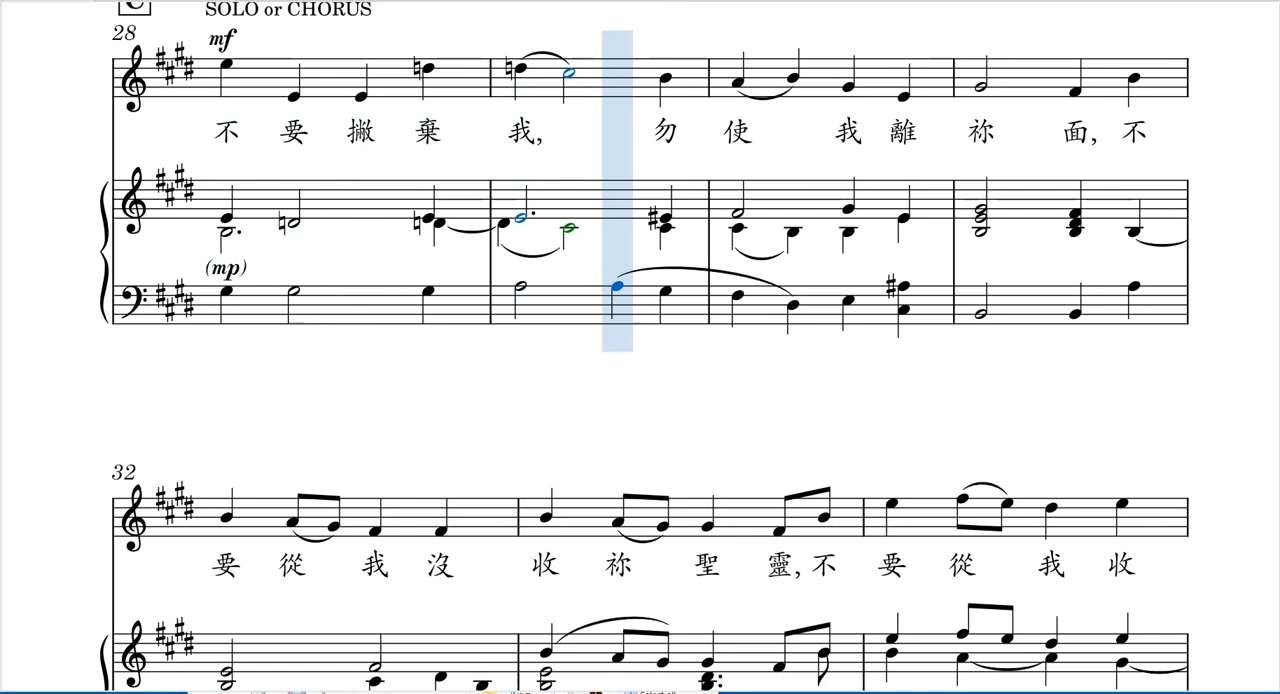 C
SOLO or CHORUS
28
mf
不 要 撇 棄 我, 勿 使 我 離 祢 面, 不
(mp)
32
要 從 我 沒 收 祢 聖 靈, 不 要 從 我 收